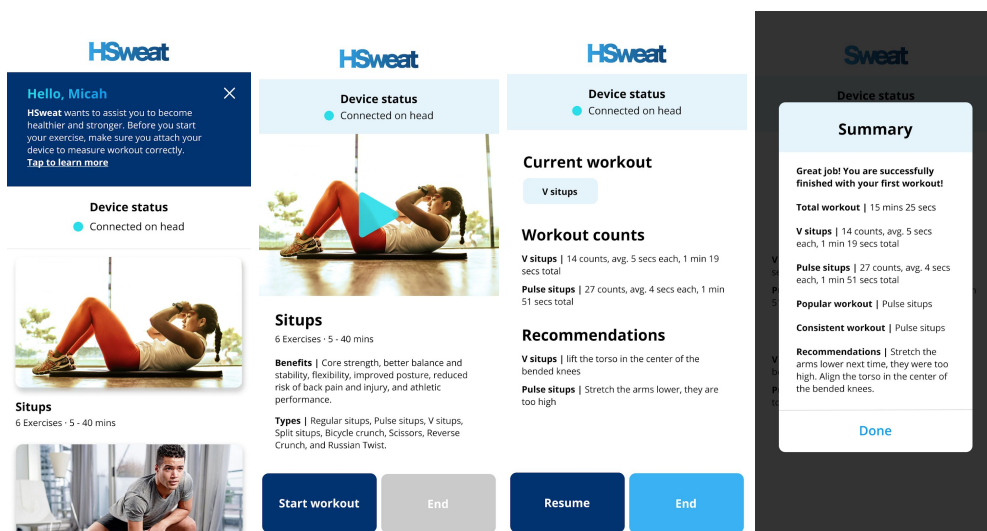 HSweat
Hello, Micah
HSweat wants to assist you to become
healthier and stronger. Before you start
your exercise, make sure you attach your
device to measure workout correctly.
Tap to learn more
Device status
Connected on head
Situps
6 Exercises · 5 - 40 mins
HSweat
Device status
Connected on head
Situps
6 Exercises · 5 - 40 mins
Benefits | Core strength, better balance and
stability, flexibility, improved posture, reduced
risk of back pain and injury, and athletic
performance.
Types | Regular situps, Pulse situps, V situps,
Split situps, Bicycle crunch, Scissors, Reverse
Crunch, and Russian Twist.
Start workout
End
HSweat
Device status
Connected on head
Current workout
V situps
Workout counts
V situps | 14 counts, avg. 5 secs each, 1 min 19
secs total
Pulse situps | 27 counts, avg. 4 secs each, 1 min
51 secs total
Recommendations
V situps | lift the torso in the center of the
bended knees
Pulse situps | Stretch the arms lower, they are
too high
Resume
End
Sweat
Device status
Summary
Great job! You are successfully
finished with your first workout!
Total workout | 15 mins 25 secs
V situps | 14 counts, avg. 5 secs
each, 1 min 19 secs total
Pulse situps | 27 counts, avg. 4 secs
each, 1 min 51 secs total
Popular workout | Pulse situps
Consistent workout | Pulse situps
Recommendations | Stretch the
arms lower next time, they were too
high. Align the torso in the center of
the bended knees.
Done